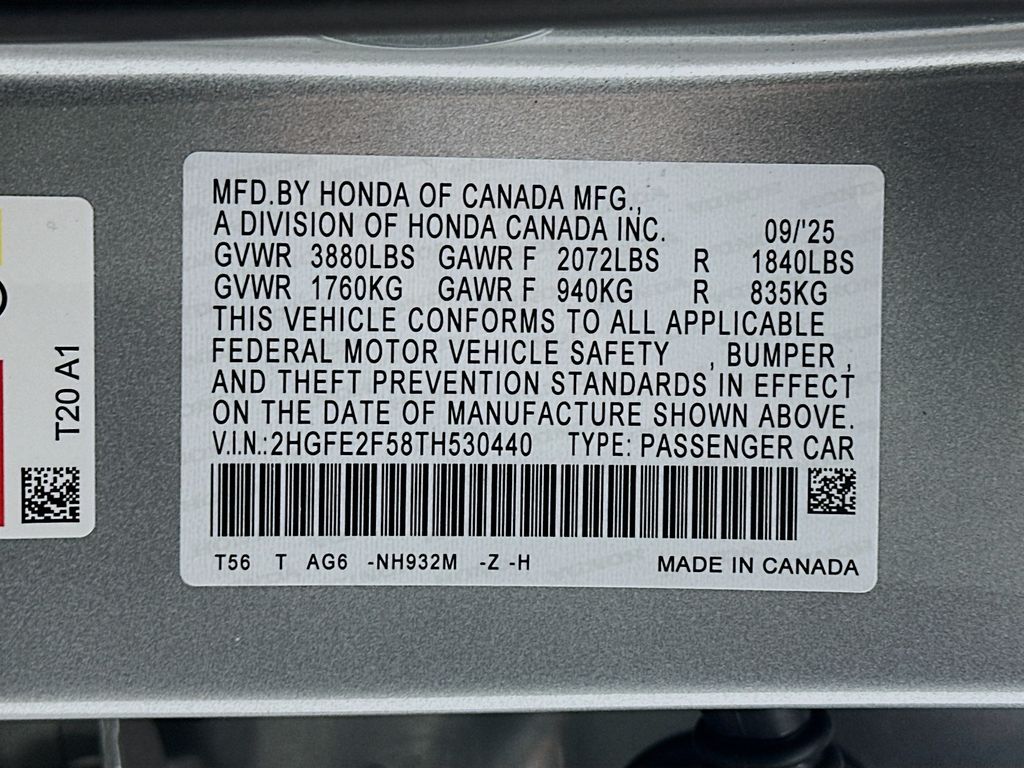 MFD.BY HONDA OF CANADA MFG.,
A DIVISION OF HONDA CANADA INC. 09/'25
GVWR 3880LBS GAWR F 2072LBS R 1840LBS
GVWR 1760KG GAWR F 940KG R 835KG
THIS VEHICLE CONFORMS TO ALL APPLICABLE
FEDERAL MOTOR VEHICLE SAFETY , BUMPER ,
AND THEFT PREVENTION STANDARDS IN EFFECT
ON THE DATE OF MANUFACTURE SHOWN ABOVE.
V.I.N.:2HGFE2F58TH530440 TYPE: PASSENGER CAR
T56 T AG6 -NH932M -Z -H MADE IN CANADA
T20 A1